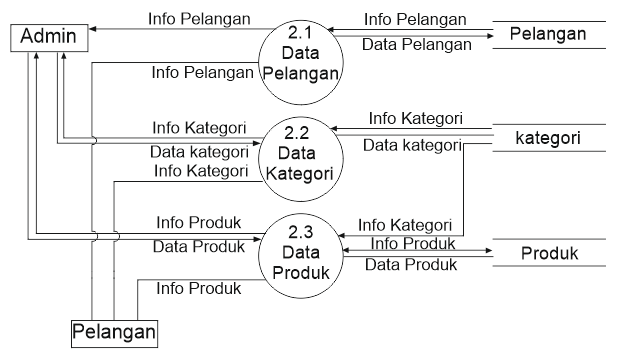 Info Pelangan
Info Pelangan
Admin
2.1
Data
Pelangan
Pelangan
Data Pelangan
Info Pelangan
Info Kategori
Info Kategori
2.2
Data
Kategori
kategori
Data kategori
Data kategori
Info Kategori
Info Produk
2.3
Data
Produk
Info Kategori
Info Produk
Data Produk
Data Produk
Produk
Info Produk
Pelangan